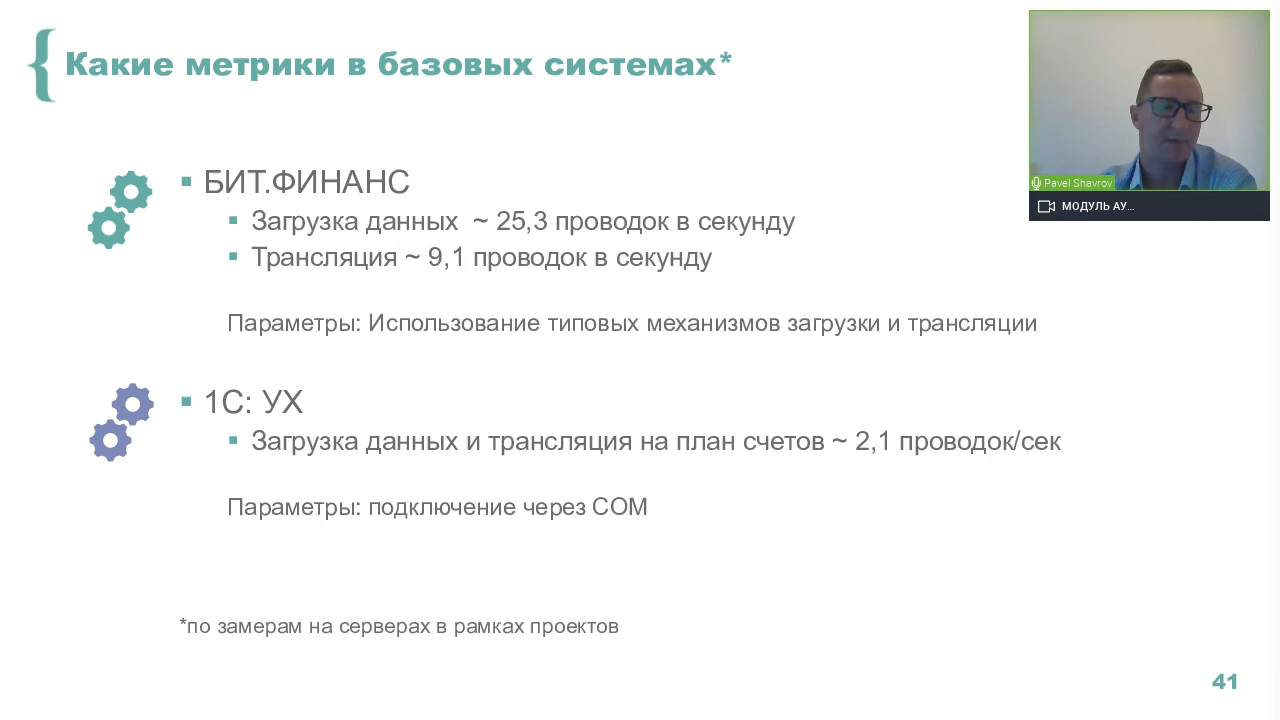 Какие метрики в базовых системах*
БИТ.ФИНАНС
Загрузка данных ~ 25,3 проводок в секунду
Трансляция ~ 9,1 проводок в секунду
Параметры: Использование типовых механизмов загрузки и трансляции
1С: УХ
Загрузка данных и трансляция на план счетов ~ 2,1 проводок/сек
Параметры: подключение через COM
*по замерам на серверах в рамках проектов
41
Pavel Shavrov
МОДУЛЬ АУ...